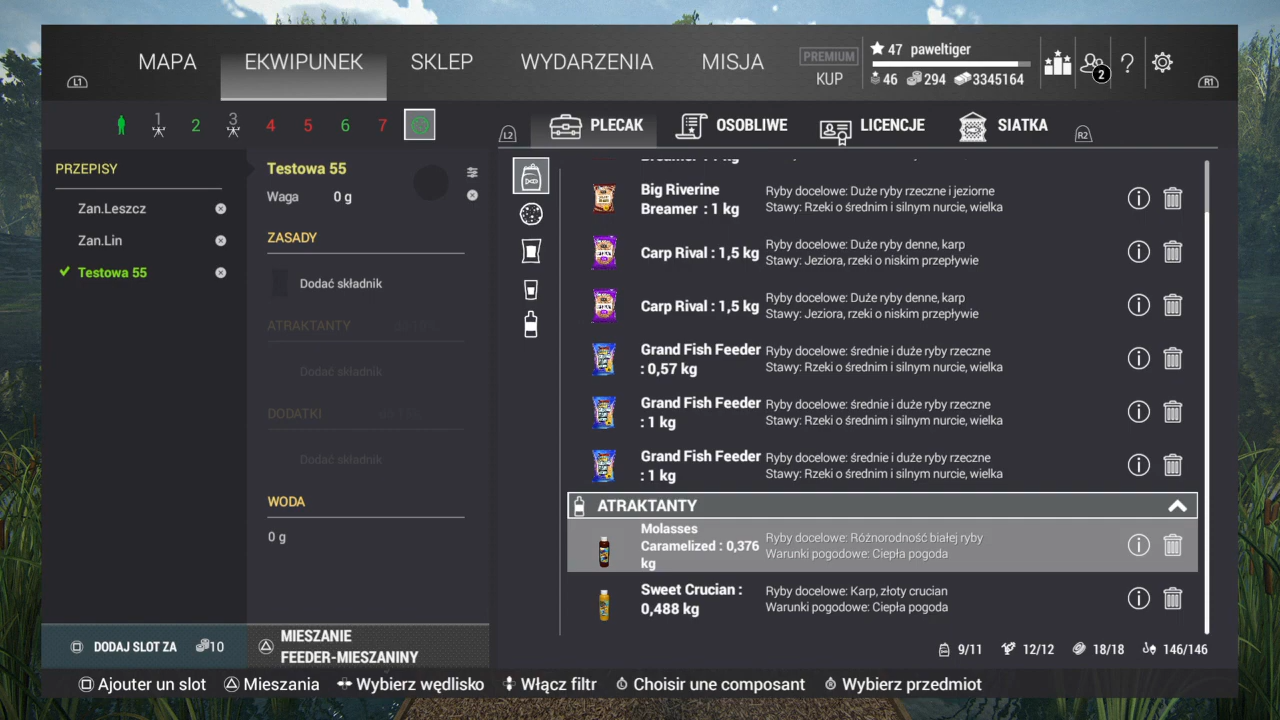 MAPA
EKWIPUNEK
SKLEP
WYDARZENIA
MISJA
PREMIUM
KUP
47 paweltiger
46 294 3345164
2
?
L1
R1
1 2 3 4 5 6 7
L2
PLECAK
OSOBLIWE
LICENCJE
SIATKA
R2
PRZEPISY
Zan.Leszcz
Zan.Lin
Testowa 55
Testowa 55
Waga 0 g
ZASADY
Dodać składnik
ATRAKTANTY
Dodać składnik
DODATKI
Dodać składnik
WODA
0 g
Big Riverine
Breamer : 1 kg
Ryby docelowe: Duże ryby rzeczne i jeziorne
Stawy: Rzeki o średnim i silnym nurcie, wielka
Carp Rival : 1,5 kg
Ryby docelowe: Duże ryby denne, karp
Stawy: Jeziora, rzeki o niskim przepływie
Carp Rival : 1,5 kg
Ryby docelowe: Duże ryby denne, karp
Stawy: Jeziora, rzeki o niskim przepływie
Grand Fish Feeder
: 0,57 kg
Ryby docelowe: średnie i duże ryby rzeczne
Stawy: Rzeki o średnim i silnym nurcie, wielka
Grand Fish Feeder
: 1 kg
Ryby docelowe: średnie i duże ryby rzeczne
Stawy: Rzeki o średnim i silnym nurcie, wielka
Grand Fish Feeder
: 1 kg
Ryby docelowe: średnie i duże ryby rzeczne
Stawy: Rzeki o średnim i silnym nurcie, wielka
ATRAKTANTY
Molasses
Caramelized : 0,376
kg
Ryby docelowe: Różnorodność białej ryby
Warunki pogodowe: Ciepła pogoda
Sweet Crucian :
0,488 kg
Ryby docelowe: Karp, złoty crucian
Warunki pogodowe: Ciepła pogoda
DODAJ SLOT ZA 10
MIESZANIE
FEEDER-MIESZANINY
9/11 12/12 18/18 146/146
Ajouter un slot
Mieszania
Wybierz wędlisko
Włącz filtr
Choisir une composant
Wybierz przedmiot